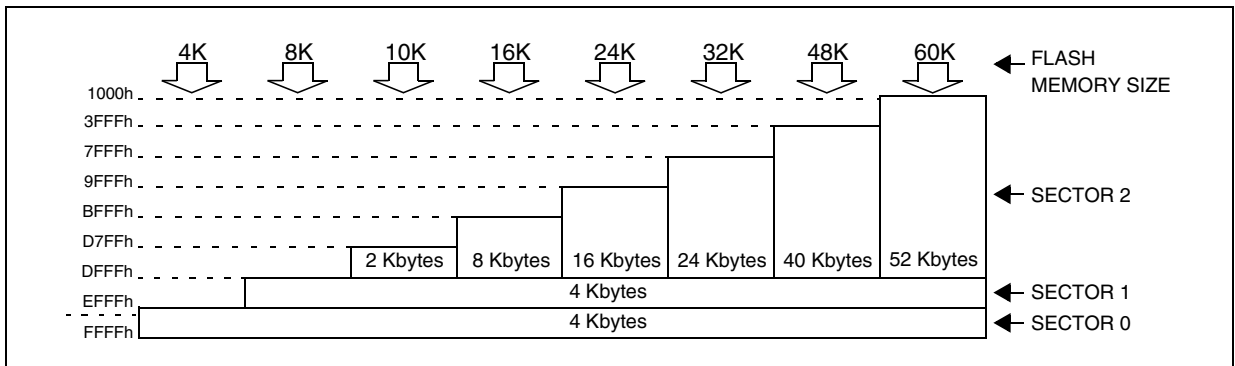 4K 8K 10K 16K 24K 32K 48K 60K
FLASH
MEMORY SIZE
1000h
3FFFh
7FFFh
9FFFh
SECTOR 2
BFFFh
D7FFh
2 Kbytes 8 Kbytes 16 Kbytes 24 Kbytes 40 Kbytes 52 Kbytes
DFFFh
4 Kbytes
SECTOR 1
EFFFh
4 Kbytes
SECTOR 0
FFFFh